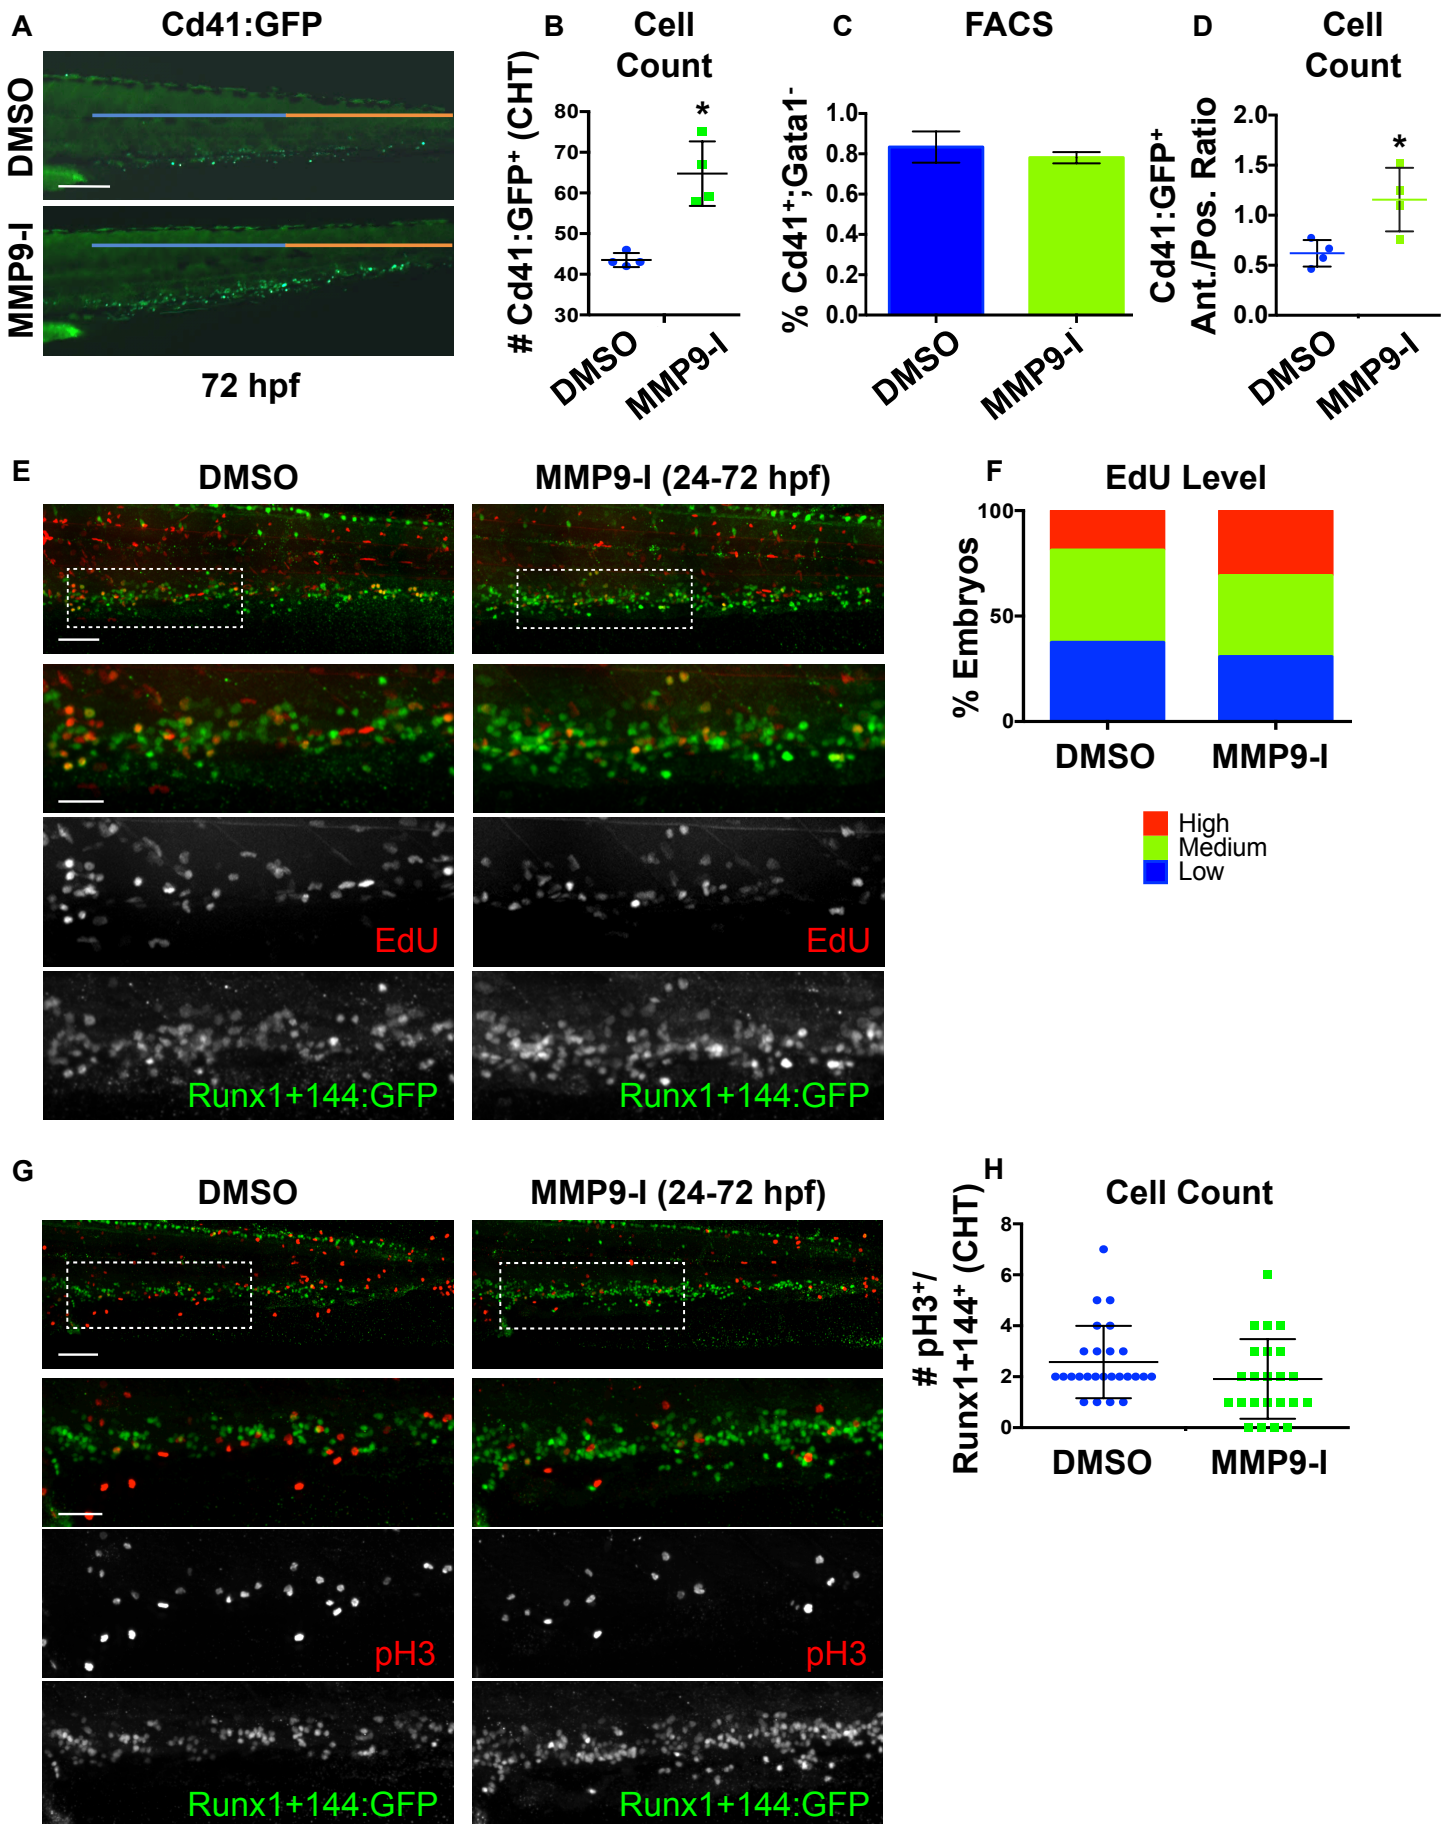 A
Cd41:GFP
DMSO
MMP9-I
72 hpf
B
Cell
Count
# Cd41:GFP⁺ (CHT)
80
70
60
50
40
30
*
DMSO
MMP9-I
C
FACS
% Cd41⁺;Gata1⁻
1.0
0.8
0.6
0.4
0.2
0.0
DMSO
MMP9-I
D
Cell
Count
Cd41:GFP⁺
Ant./Pos. Ratio
2.0
1.5
1.0
0.5
0.0
*
DMSO
MMP9-I
E
DMSO
MMP9-I (24-72 hpf)
EdU
EdU
Runx1+144:GFP
Runx1+144:GFP
F
EdU Level
% Embryos
100
50
0
DMSO
MMP9-I
High
Medium
Low
G
DMSO
MMP9-I (24-72 hpf)
pH3
pH3
Runx1+144:GFP
Runx1+144:GFP
H
Cell Count
# pH3⁺/
Runx1+144⁺ (CHT)
8
6
4
2
0
DMSO
MMP9-I